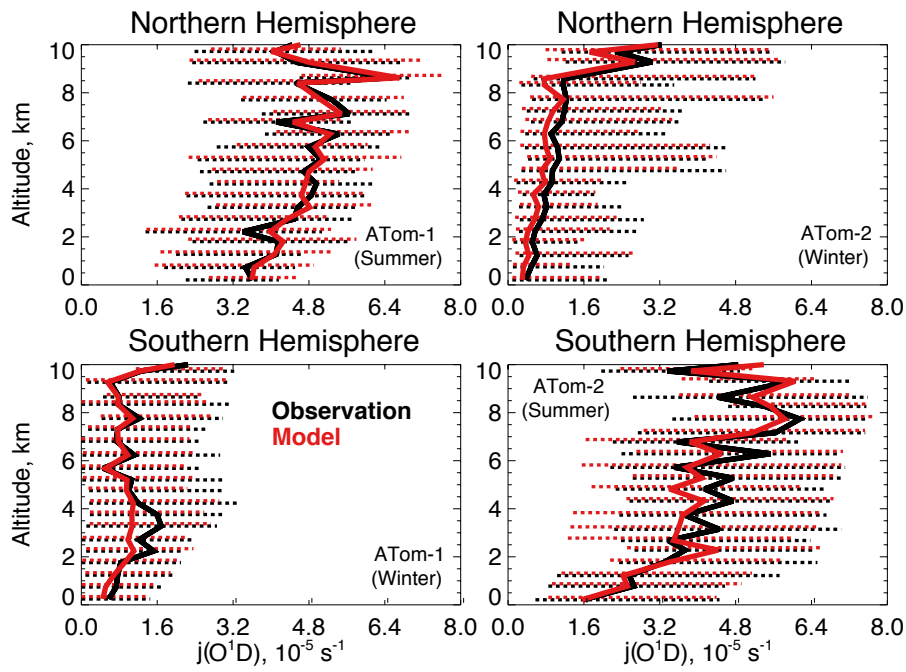 Northern Hemisphere
Altitude, km
10
8
6
4
2
0
ATom-1
(Summer)
0.0 1.6 3.2 4.8 6.4 8.0
Northern Hemisphere
10
8
6
4
2
0
ATom-2
(Winter)
0.0 1.6 3.2 4.8 6.4 8.0
Southern Hemisphere
Altitude, km
10
8
6
4
2
0
Observation
Model
ATom-1
(Winter)
0.0 1.6 3.2 4.8 6.4 8.0
j(O¹D), 10⁻⁵ s⁻¹
Southern Hemisphere
10
8
6
4
2
0
ATom-2
(Summer)
0.0 1.6 3.2 4.8 6.4 8.0
j(O¹D), 10⁻⁵ s⁻¹